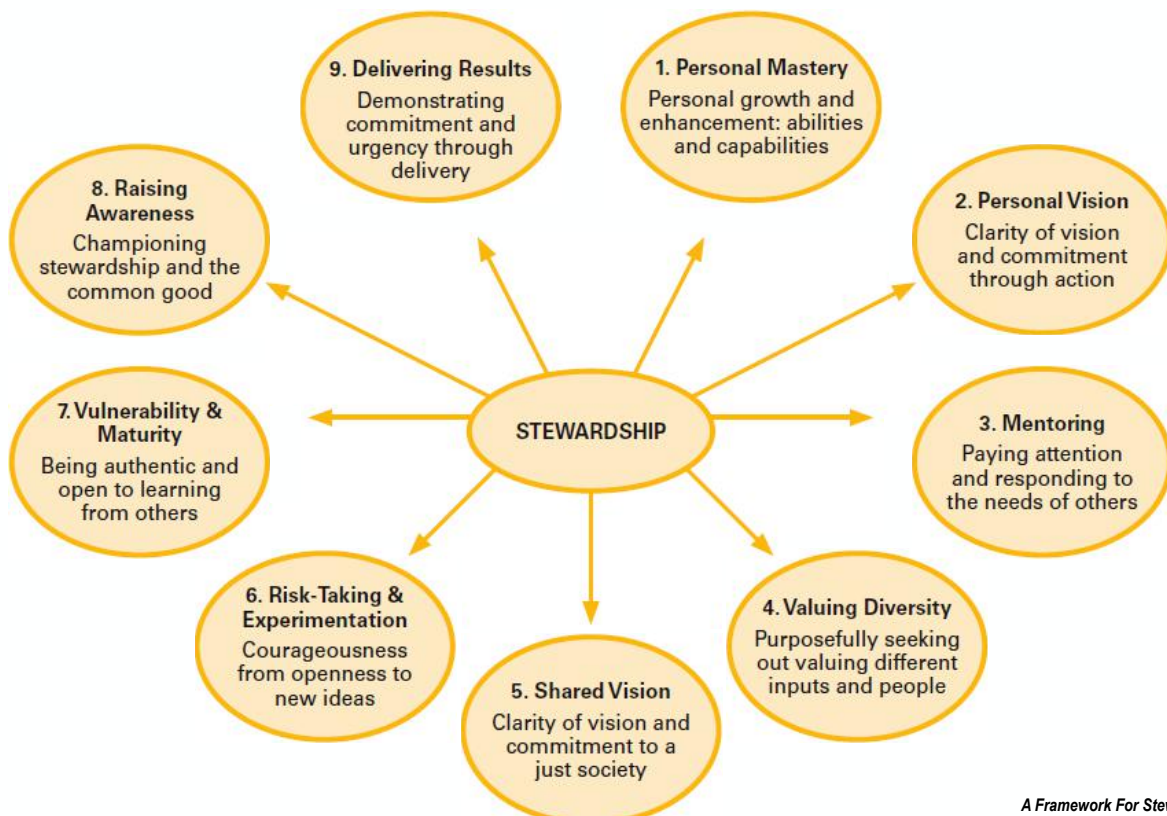 1. Personal Mastery
Personal growth and
enhancement: abilities
and capabilities
2. Personal Vision
Clarity of vision
and commitment
through action
3. Mentoring
Paying attention
and responding to
the needs of others
4. Valuing Diversity
Purposefully seeking
out valuing different
inputs and people
5. Shared Vision
Clarity of vision and
commitment to a
just society
6. Risk-Taking &
Experimentation
Courageousness
from openness to
new ideas
7. Vulnerability &
Maturity
Being authentic and
open to learning
from others
8. Raising
Awareness
Championing
stewardship and the
common good
9. Delivering Results
Demonstrating
commitment and
urgency through
delivery
STEWARDSHIP
A Framework For